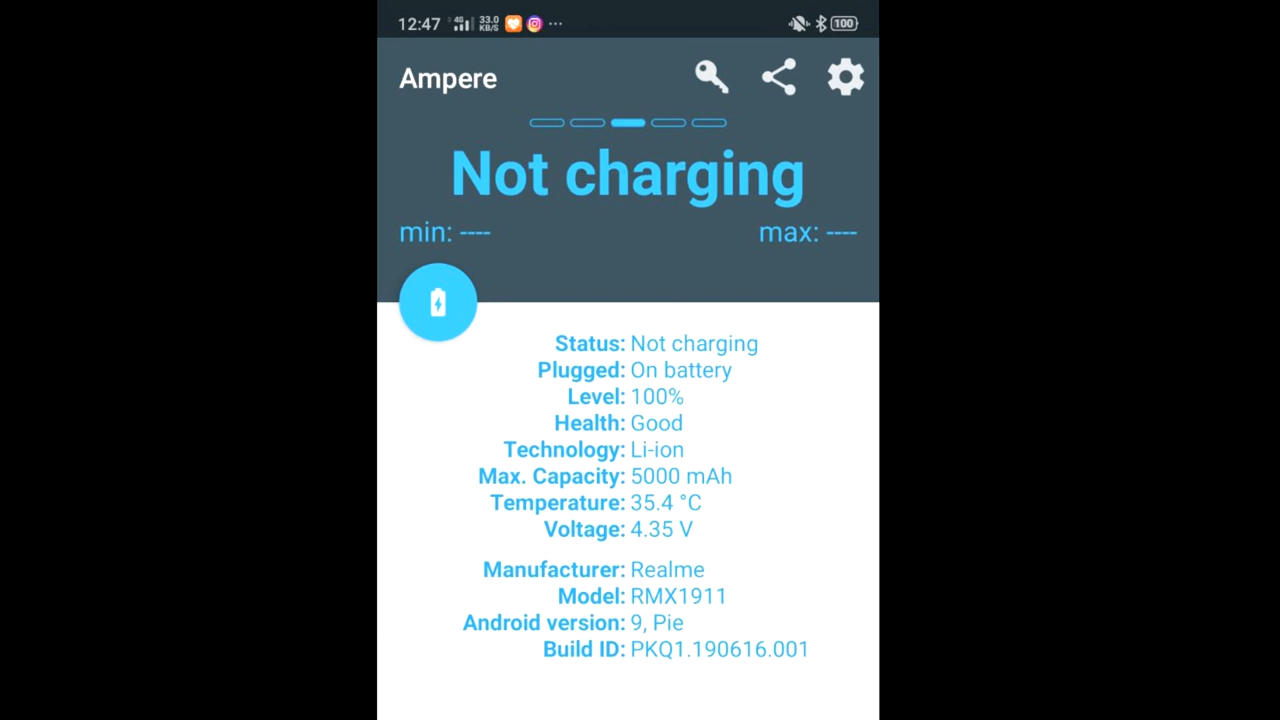 12:47 4G 33.0 KB/S ... 100
Ampere
Not charging
min: ---- max: ----
Status: Not charging
Plugged: On battery
Level: 100%
Health: Good
Technology: Li-ion
Max. Capacity: 5000 mAh
Temperature: 35.4 °C
Voltage: 4.35 V
Manufacturer: Realme
Model: RMX1911
Android version: 9, Pie
Build ID: PKQ1.190616.001